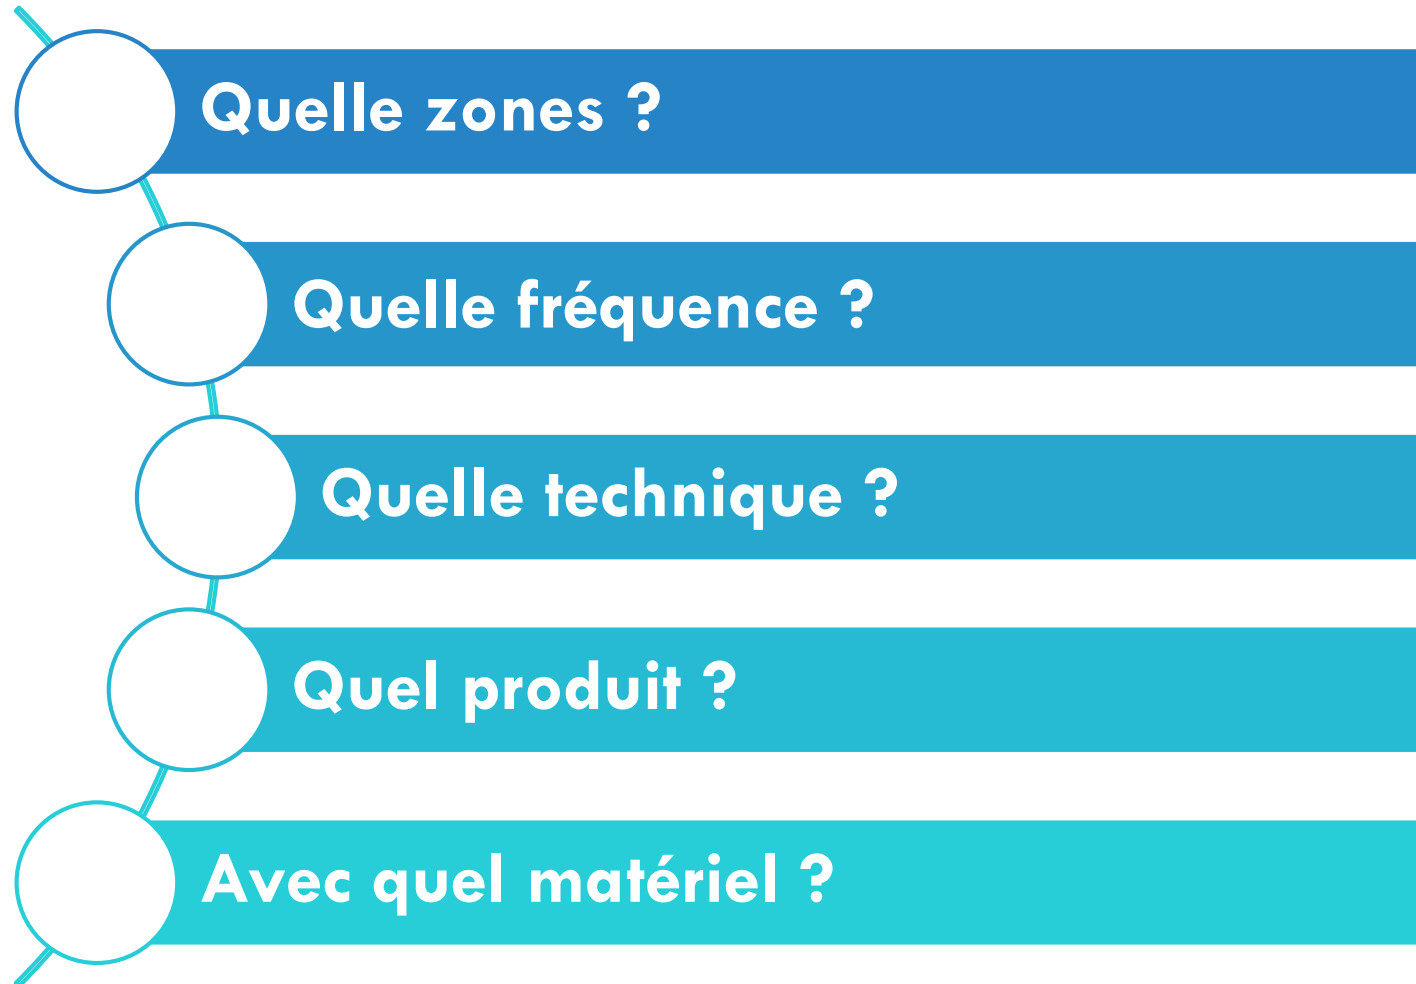 Quelle zones ?
Quelle fréquence ?
Quelle technique ?
Quel produit ?
Avec quel matériel ?